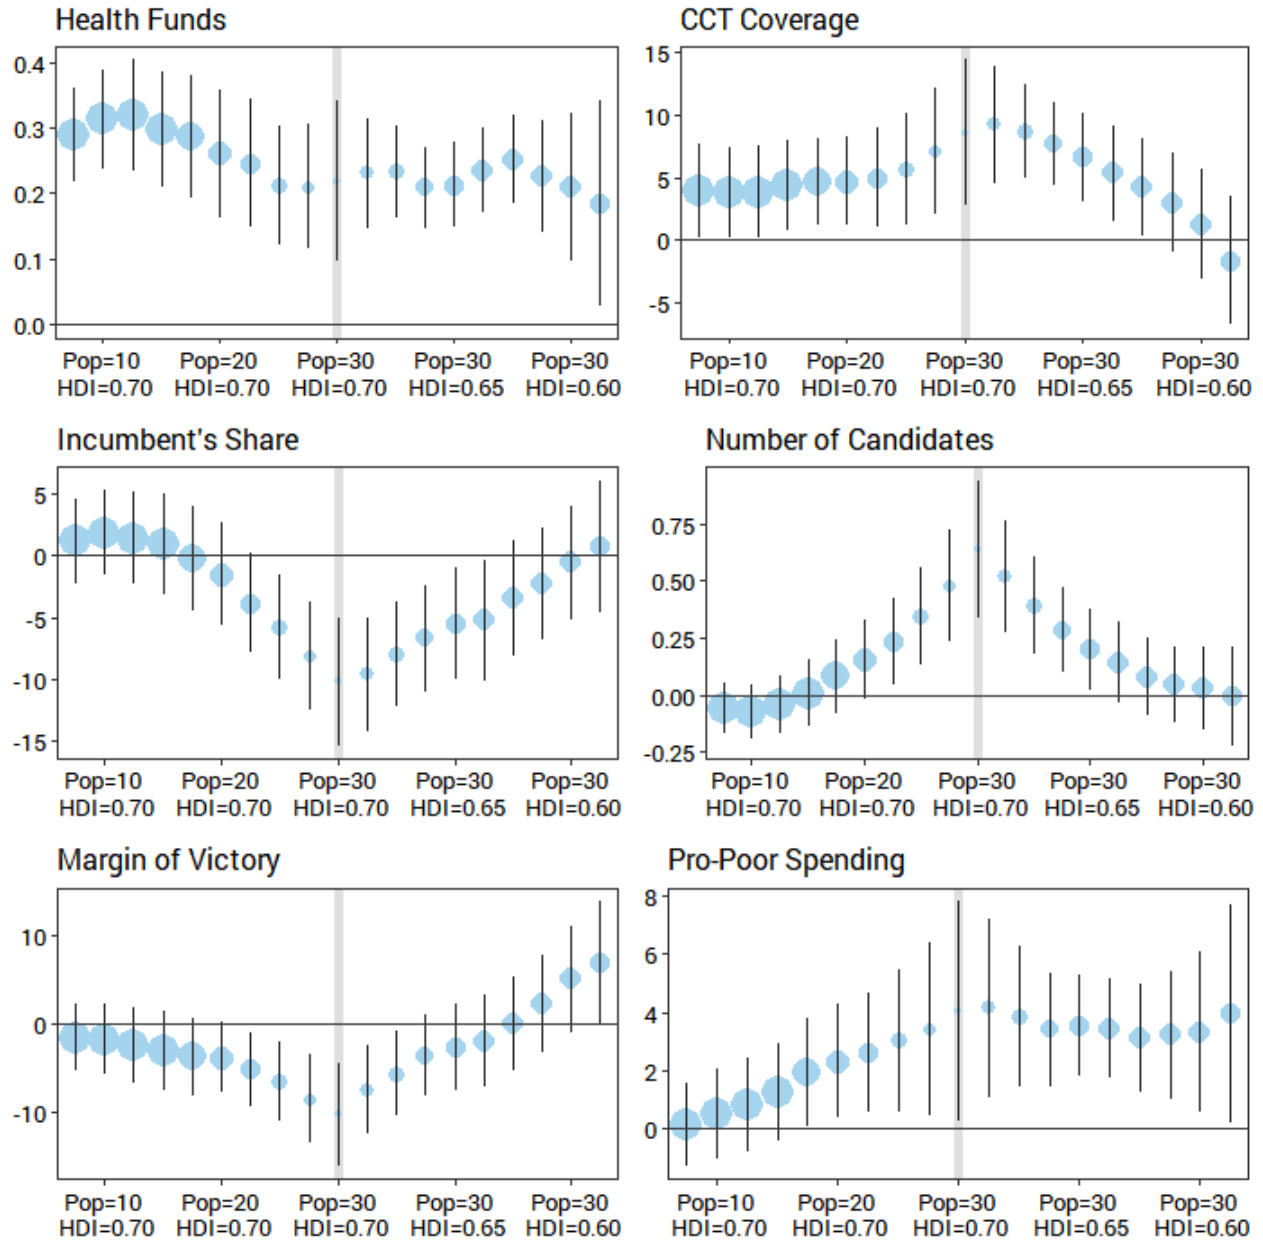 Health Funds
0.4
0.3
0.2
0.1
0.0
Pop=10 Pop=20 Pop=30 Pop=30 Pop=30
HDI=0.70 HDI=0.70 HDI=0.70 HDI=0.65 HDI=0.60
CCT Coverage
15
10
5
0
-5
Pop=10 Pop=20 Pop=30 Pop=30 Pop=30
HDI=0.70 HDI=0.70 HDI=0.70 HDI=0.65 HDI=0.60
Incumbent's Share
5
0
-5
-10
-15
Pop=10 Pop=20 Pop=30 Pop=30 Pop=30
HDI=0.70 HDI=0.70 HDI=0.70 HDI=0.65 HDI=0.60
Number of Candidates
0.75
0.50
0.25
0.00
-0.25
Pop=10 Pop=20 Pop=30 Pop=30 Pop=30
HDI=0.70 HDI=0.70 HDI=0.70 HDI=0.65 HDI=0.60
Margin of Victory
10
0
-10
Pop=10 Pop=20 Pop=30 Pop=30 Pop=30
HDI=0.70 HDI=0.70 HDI=0.70 HDI=0.65 HDI=0.60
Pro-Poor Spending
8
6
4
2
0
Pop=10 Pop=20 Pop=30 Pop=30 Pop=30
HDI=0.70 HDI=0.70 HDI=0.70 HDI=0.65 HDI=0.60